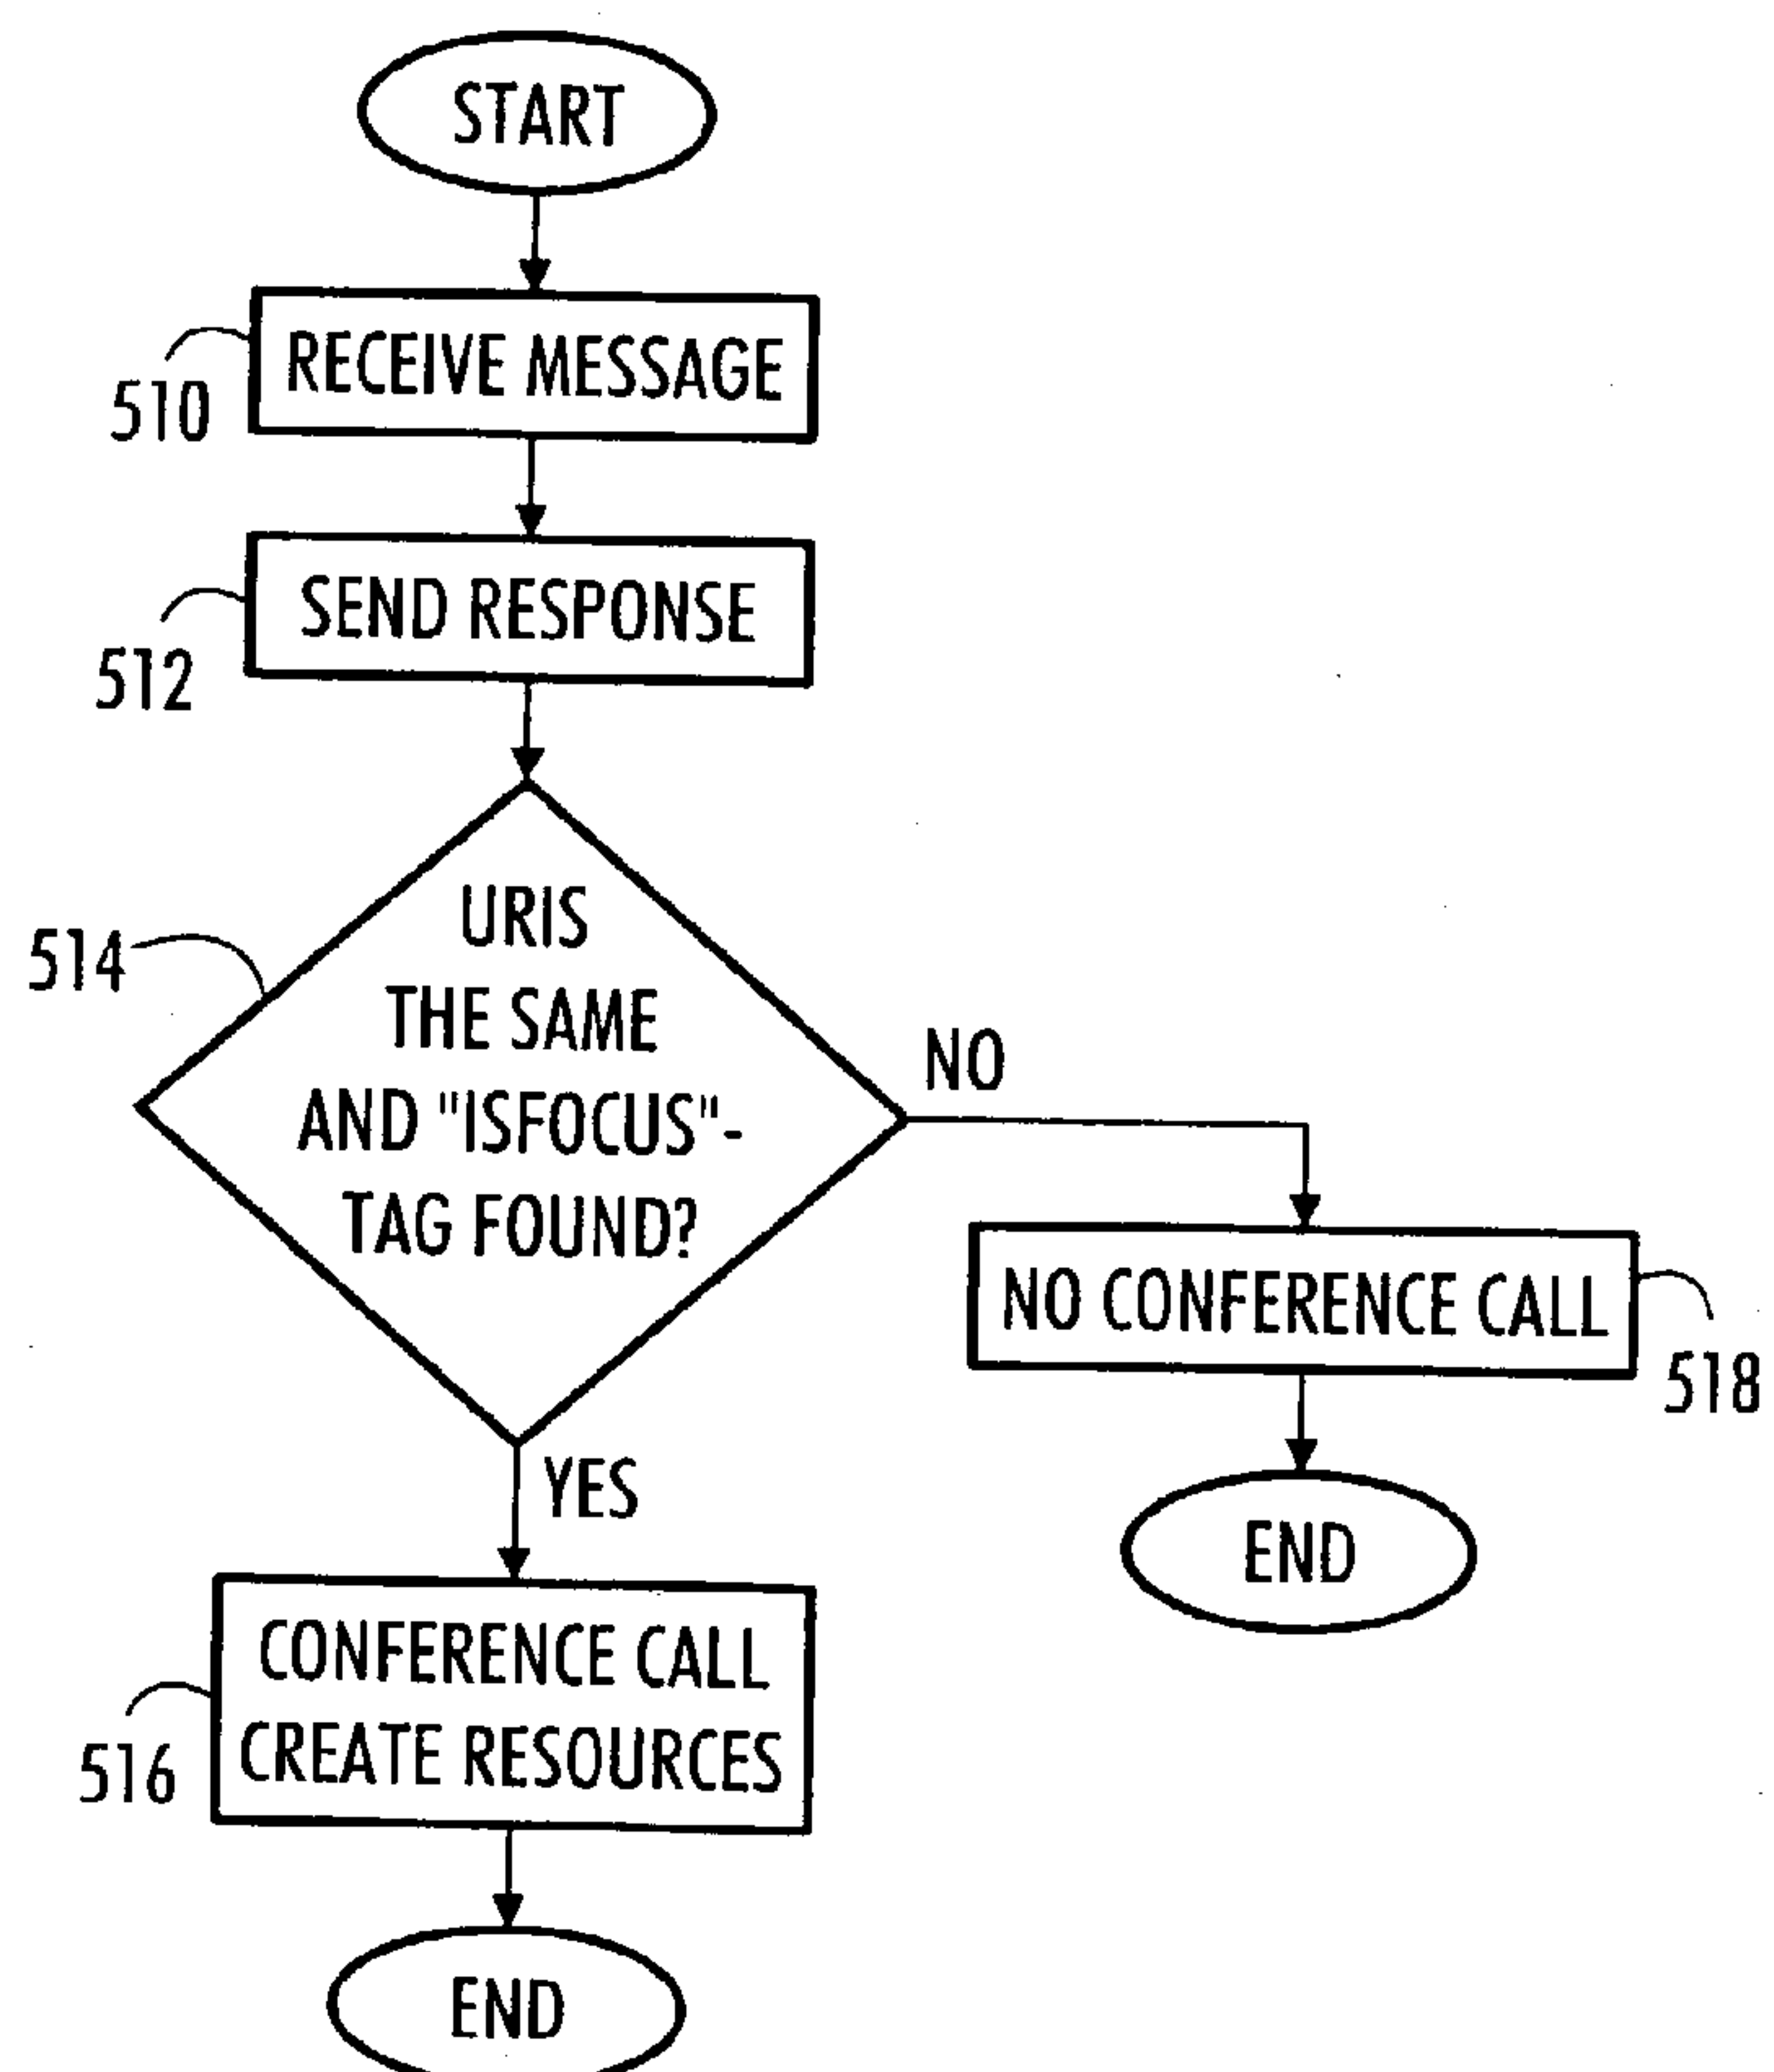 START
RECEIVE MESSAGE
510
SEND RESPONSE
512
URIS
THE SAME
AND "ISFOCUS"-
TAG FOUND?
514
NO
NO CONFERENCE CALL
518
END
YES
CONFERENCE CALL
CREATE RESOURCES
516
END